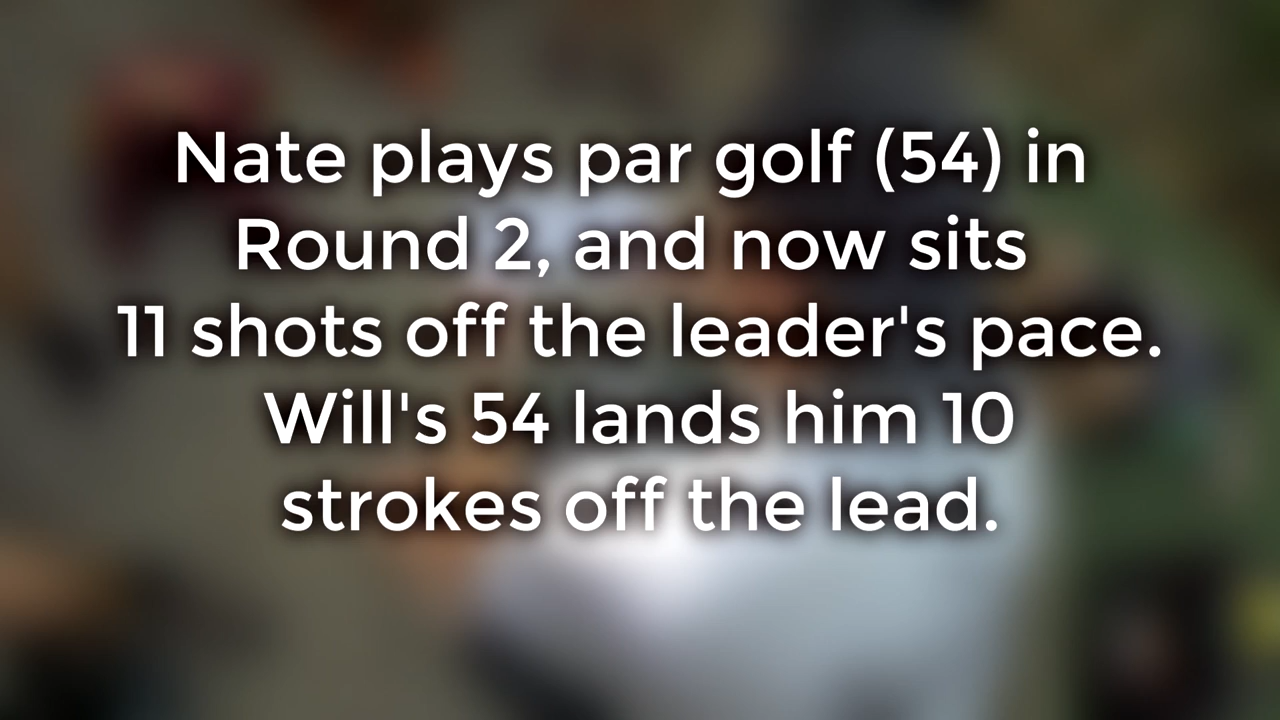 Nate plays par golf (54) in
Round 2, and now sits
11 shots off the leader's pace.
Will's 54 lands him 10
strokes off the lead.